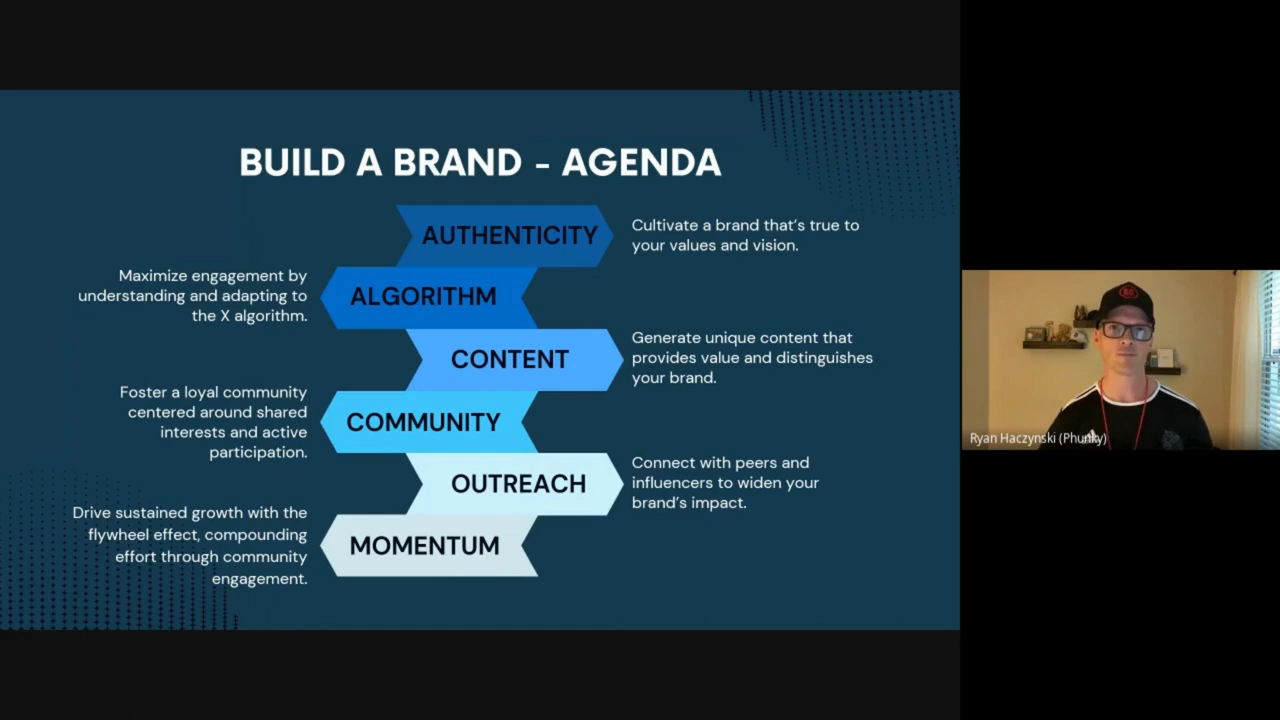 BUILD A BRAND - AGENDA
AUTHENTICITY
Cultivate a brand that's true to
your values and vision.
Maximize engagement by
understanding and adapting to
the X algorithm.
ALGORITHM
CONTENT
Generate unique content that
provides value and distinguishes
your brand.
Foster a loyal community
centered around shared
interests and active
participation.
COMMUNITY
OUTREACH
Connect with peers and
influencers to widen your
brand's impact.
Drive sustained growth with the
flywheel effect, compounding
effort through community
engagement.
MOMENTUM
Ryan Haczynski (Phunky)